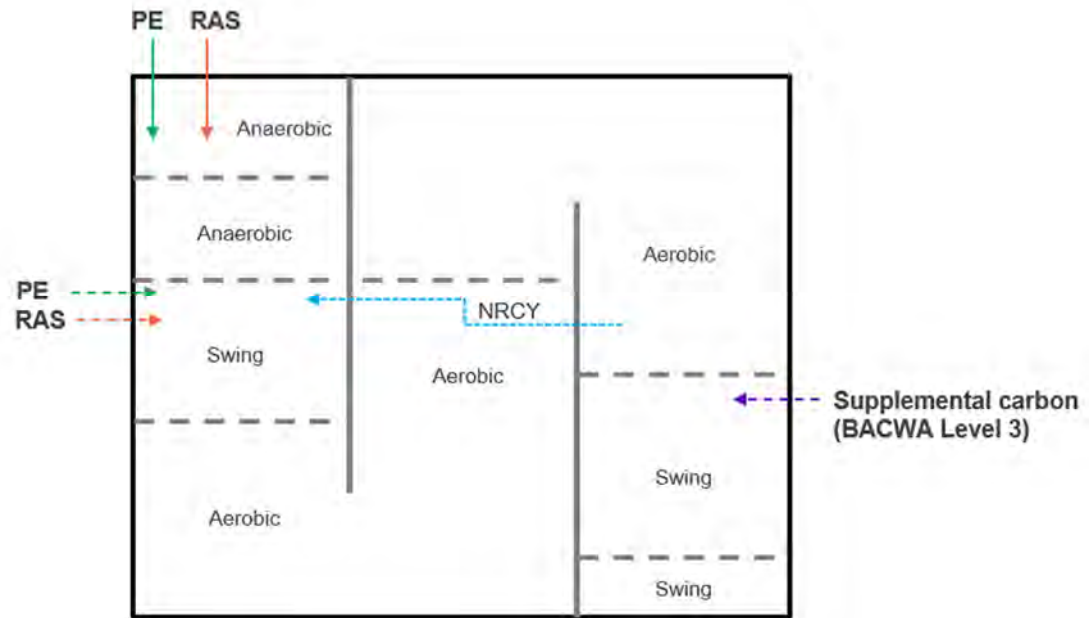 PE RAS
Anaerobic
Anaerobic
Aerobic
PE
RAS
NRCY
Swing
Aerobic
Supplemental carbon
(BACWA Level 3)
Swing
Aerobic
Swing